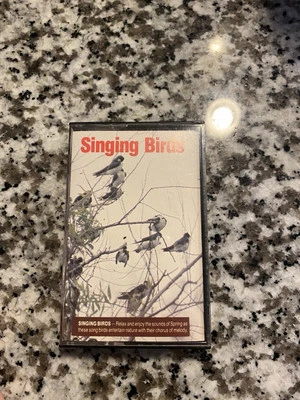 Singing Birds
SINGING BIRDS – Relax and enjoy the sounds of Spring as
these song birds entertain nature with their chorus of melody.